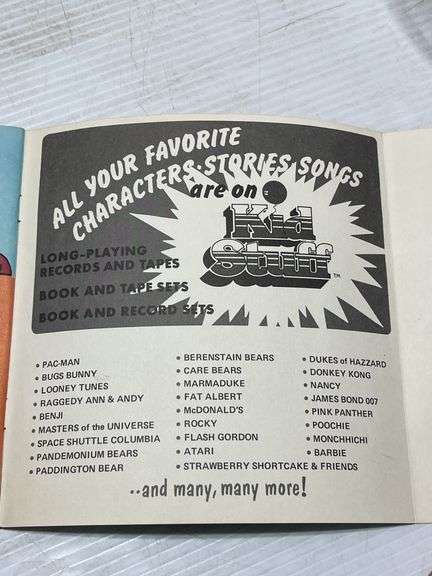 ALL YOUR FAVORITE
CHARACTERS·STORIES·SONGS
are on
Kid
Stuff™
LONG-PLAYING
RECORDS AND TAPES
BOOK AND TAPE SETS
BOOK AND RECORD SETS
• PAC-MAN
• BUGS BUNNY
• LOONEY TUNES
• RAGGEDY ANN & ANDY
• BENJI
• MASTERS of the UNIVERSE
• SPACE SHUTTLE COLUMBIA
• PANDEMONIUM BEARS
• PADDINGTON BEAR
• BERENSTAIN BEARS
• CARE BEARS
• MARMADUKE
• FAT ALBERT
• McDONALD'S
• ROCKY
• FLASH GORDON
• ATARI
• STRAWBERRY SHORTCAKE & FRIENDS
• DUKES of HAZZARD
• DONKEY KONG
• NANCY
• JAMES BOND 007
• PINK PANTHER
• POOCHIE
• MONCHHICHI
• BARBIE
..and many, many more!